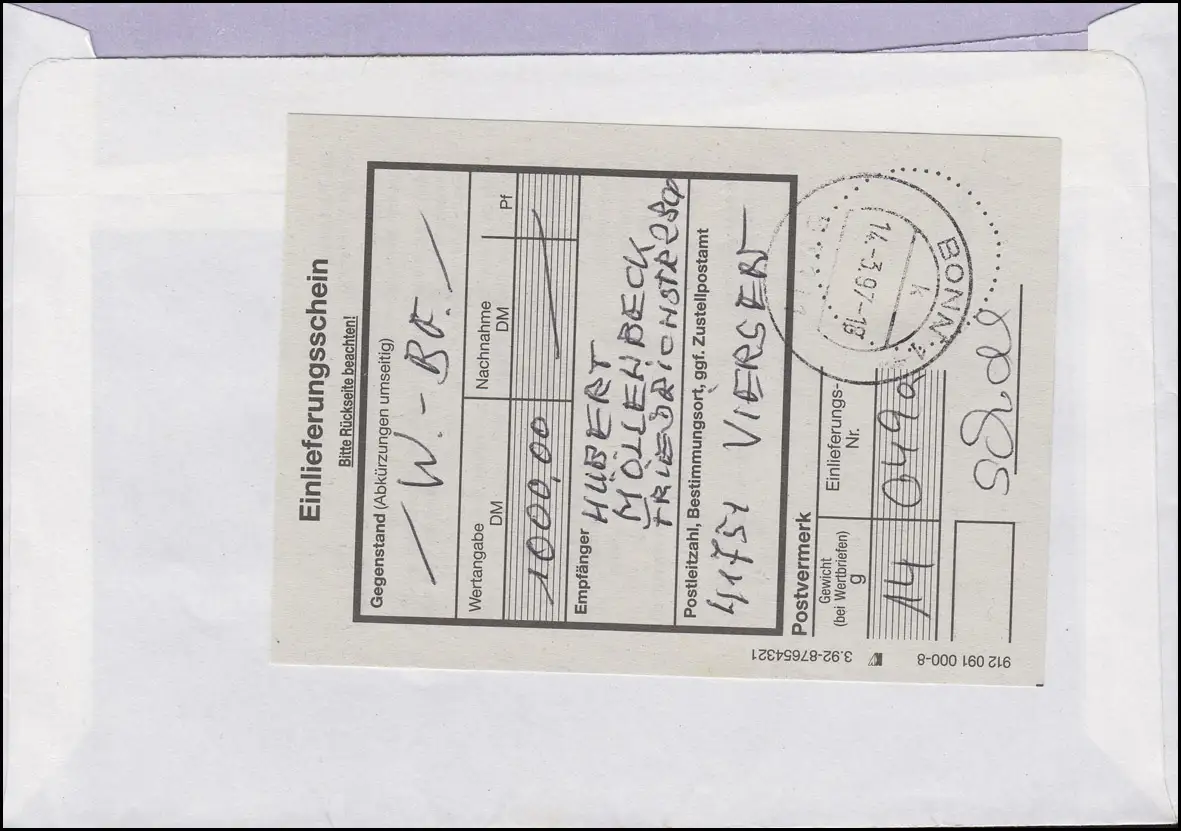 Einlieferungsschein
Bitte Rückseite beachten!
Gegenstand (Abkürzungen umseitig)
W.-BF.
Wertangabe
DM
Nachnahme
DM
Pf
1000,00
Empfänger
HUBERT
MÖLLENBECK
FRIEDRICHSTR
Postleitzahl, Bestimmungsort, ggf. Zustellpostamt
41751 VIERSEN
Postvermerk
Gewicht
(bei Wertbriefen)
g
Einlieferungs-
Nr.
14
049
BONN 1
14.-3.97-18
k
912 091 000-8
3.92-87654321